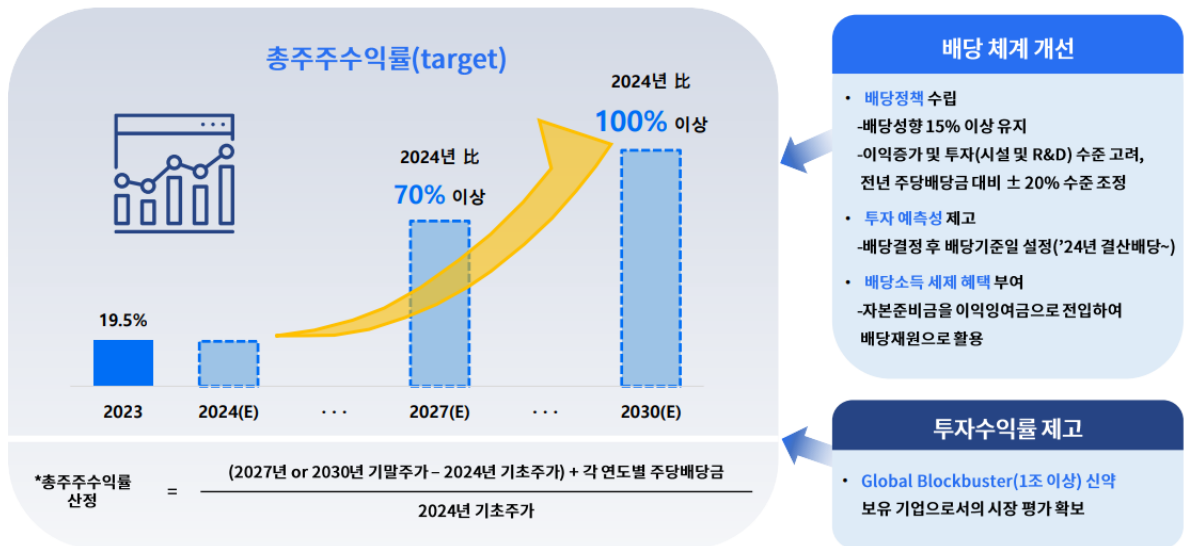 총주주수익률(target)
2024년 比
100% 이상
2024년 比
70% 이상
19.5%
2023
2024(E)
· · ·
2027(E)
· · ·
2030(E)
*총주주수익률
산정
=
(2027년 or 2030년 기말주가 – 2024년 기초주가) + 각 연도별 주당배당금
2024년 기초주가
배당 체계 개선
• 배당정책 수립
-배당성향 15% 이상 유지
-이익증가 및 투자(시설 및 R&D) 수준 고려,
전년 주당배당금 대비 ± 20% 수준 조정
• 투자 예측성 제고
-배당결정 후 배당기준일 설정(’24년 결산배당~)
• 배당소득 세제 혜택 부여
-자본준비금을 이익잉여금으로 전입하여
배당재원으로 활용
투자수익률 제고
• Global Blockbuster(1조 이상) 신약
보유 기업으로서의 시장 평가 확보